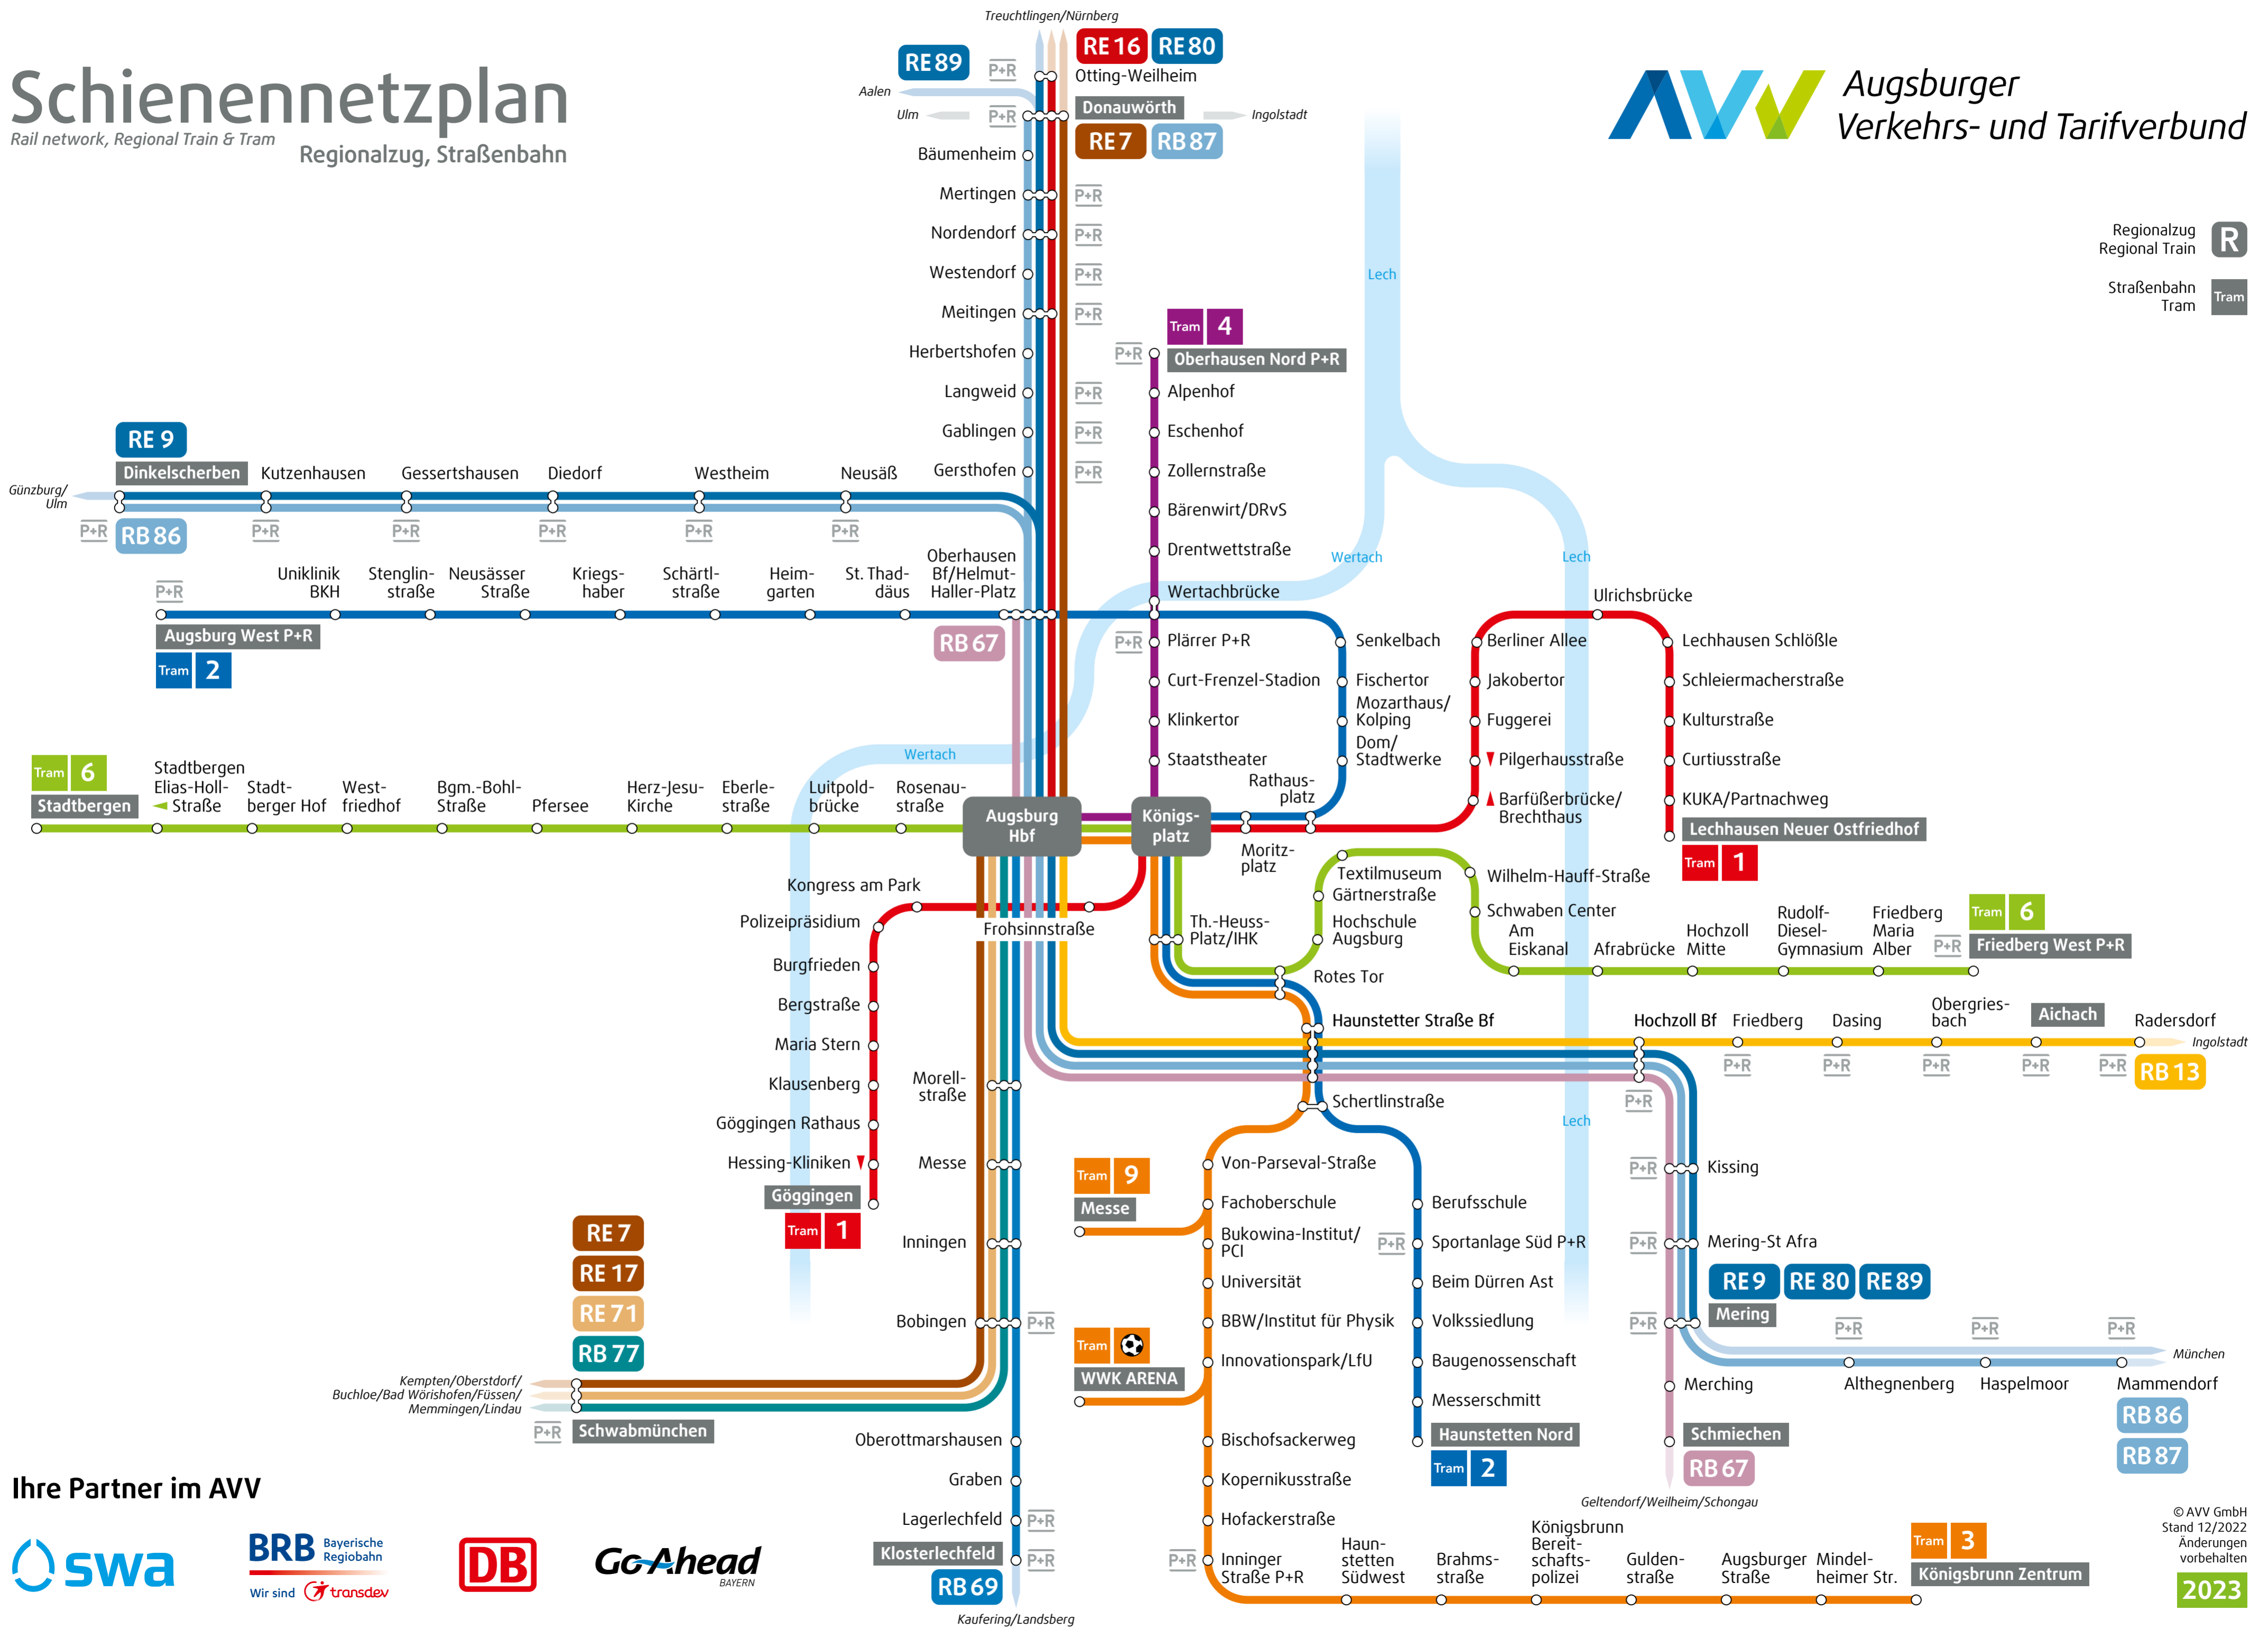 Schienennetzplan
Rail network, Regional Train & Tram
Regionalzug, Straßenbahn
Treuchtlingen/Nürnberg
RE 89
P+R
RE 16
RE 80
Otting-Weilheim
Aalen
Ulm
P+R
Donauwörth
Ingolstadt
RE 7
RB 87
Augsburger
Verkehrs- und Tarifverbund
Bäumenheim
Mertingen
P+R
Nordendorf
P+R
Westendorf
P+R
Meitingen
P+R
Herbertshofen
Langweid
P+R
Gablingen
P+R
Gersthofen
P+R
Regionalzug
Regional Train
R
Straßenbahn
Tram
Tram
Lech
Tram 4
P+R
Oberhausen Nord P+R
Alpenhof
Eschenhof
Zollernstraße
Bärenwirt/DRvS
Drentwettstraße
Wertachbrücke
P+R
Plärrer P+R
Curt-Frenzel-Stadion
Klinkertor
Staatstheater
Wertach
Lech
RE 9
Dinkelscherben
Kutzenhausen
Gessertshausen
Diedorf
Westheim
Neusäß
Günzburg/
Ulm
P+R
RB 86
P+R
P+R
P+R
P+R
P+R
P+R
Augsburg West P+R
Tram 2
Uniklinik
BKH
Stenglin-
straße
Neusässer
Straße
Kriegs-
haber
Schärtl-
straße
Heim-
garten
St. Thad-
däus
Oberhausen
Bf/Helmut-
Haller-Platz
RB 67
Senkelbach
Fischertor
Mozarthaus/
Kolping
Dom/
Stadtwerke
Rathaus-
platz
Moritz-
platz
Ulrichsbrücke
Berliner Allee
Jakobertor
Fuggerei
Pilgerhausstraße
Barfüßerbrücke/
Brechthaus
Lechhausen Schlößle
Schleiermacherstraße
Kulturstraße
Curtiusstraße
KUKA/Partnachweg
Lechhausen Neuer Ostfriedhof
Tram 1
Wertach
Tram 6
Stadtbergen
Stadtbergen
Elias-Holl-
Straße
Stadt-
berger Hof
West-
friedhof
Bgm.-Bohl-
Straße
Pfersee
Herz-Jesu-
Kirche
Eberle-
straße
Luitpold-
brücke
Rosenau-
straße
Augsburg
Hbf
Königs-
platz
Kongress am Park
Polizeipräsidium
Frohsinnstraße
Burgfrieden
Bergstraße
Maria Stern
Klausenberg
Göggingen Rathaus
Hessing-Kliniken
Göggingen
Tram 1
Th.-Heuss-
Platz/IHK
Textilmuseum
Gärtnerstraße
Hochschule
Augsburg
Rotes Tor
Wilhelm-Hauff-Straße
Schwaben Center
Am
Eiskanal
Afrabrücke
Hochzoll
Mitte
Rudolf-
Diesel-
Gymnasium
Friedberg
Maria
Alber
P+R
Tram 6
Friedberg West P+R
Haunstetter Straße Bf
Hochzoll Bf
Friedberg
Dasing
Obergries-
bach
Aichach
Radersdorf
Ingolstadt
P+R
P+R
P+R
P+R
P+R
RB 13
P+R
Schertlinstraße
Lech
Morell-
straße
Messe
Inningen
Bobingen
P+R
RE 7
RE 17
RE 71
RB 77
Kempten/Oberstdorf/
Buchloe/Bad Wörishofen/Füssen/
Memmingen/Lindau
P+R
Schwabmünchen
Oberottmarshausen
Graben
Lagerlechfeld
P+R
Klosterlechfeld
P+R
RB 69
Kaufering/Landsberg
Tram 9
Messe
Tram
WWK ARENA
Von-Parseval-Straße
Fachoberschule
Bukowina-Institut/
PCI
Universität
BBW/Institut für Physik
Innovationspark/LfU
Bischofsackerweg
Kopernikusstraße
Hofackerstraße
P+R
Inninger
Straße P+R
Haun-
stetten
Südwest
Brahms-
straße
Königsbrunn
Bereit-
schafts-
polizei
Gulden-
straße
Augsburger
Straße
Mindel-
heimer Str.
Tram 3
Königsbrunn Zentrum
Berufsschule
P+R
Sportanlage Süd P+R
Beim Dürren Ast
Volkssiedlung
Baugenossenschaft
Messerschmitt
Haunstetten Nord
Tram 2
P+R
Kissing
P+R
Mering-St Afra
RE 9
RE 80
RE 89
P+R
Mering
P+R
P+R
P+R
München
Merching
Althegnenberg
Haspelmoor
Mammendorf
RB 86
RB 87
Schmiechen
RB 67
Geltendorf/Weilheim/Schongau
Ihre Partner im AVV
swa
BRB Bayerische
Regiobahn
Wir sind transdev
DB
Go-Ahead
BAYERN
© AVV GmbH
Stand 12/2022
Änderungen
vorbehalten
2023